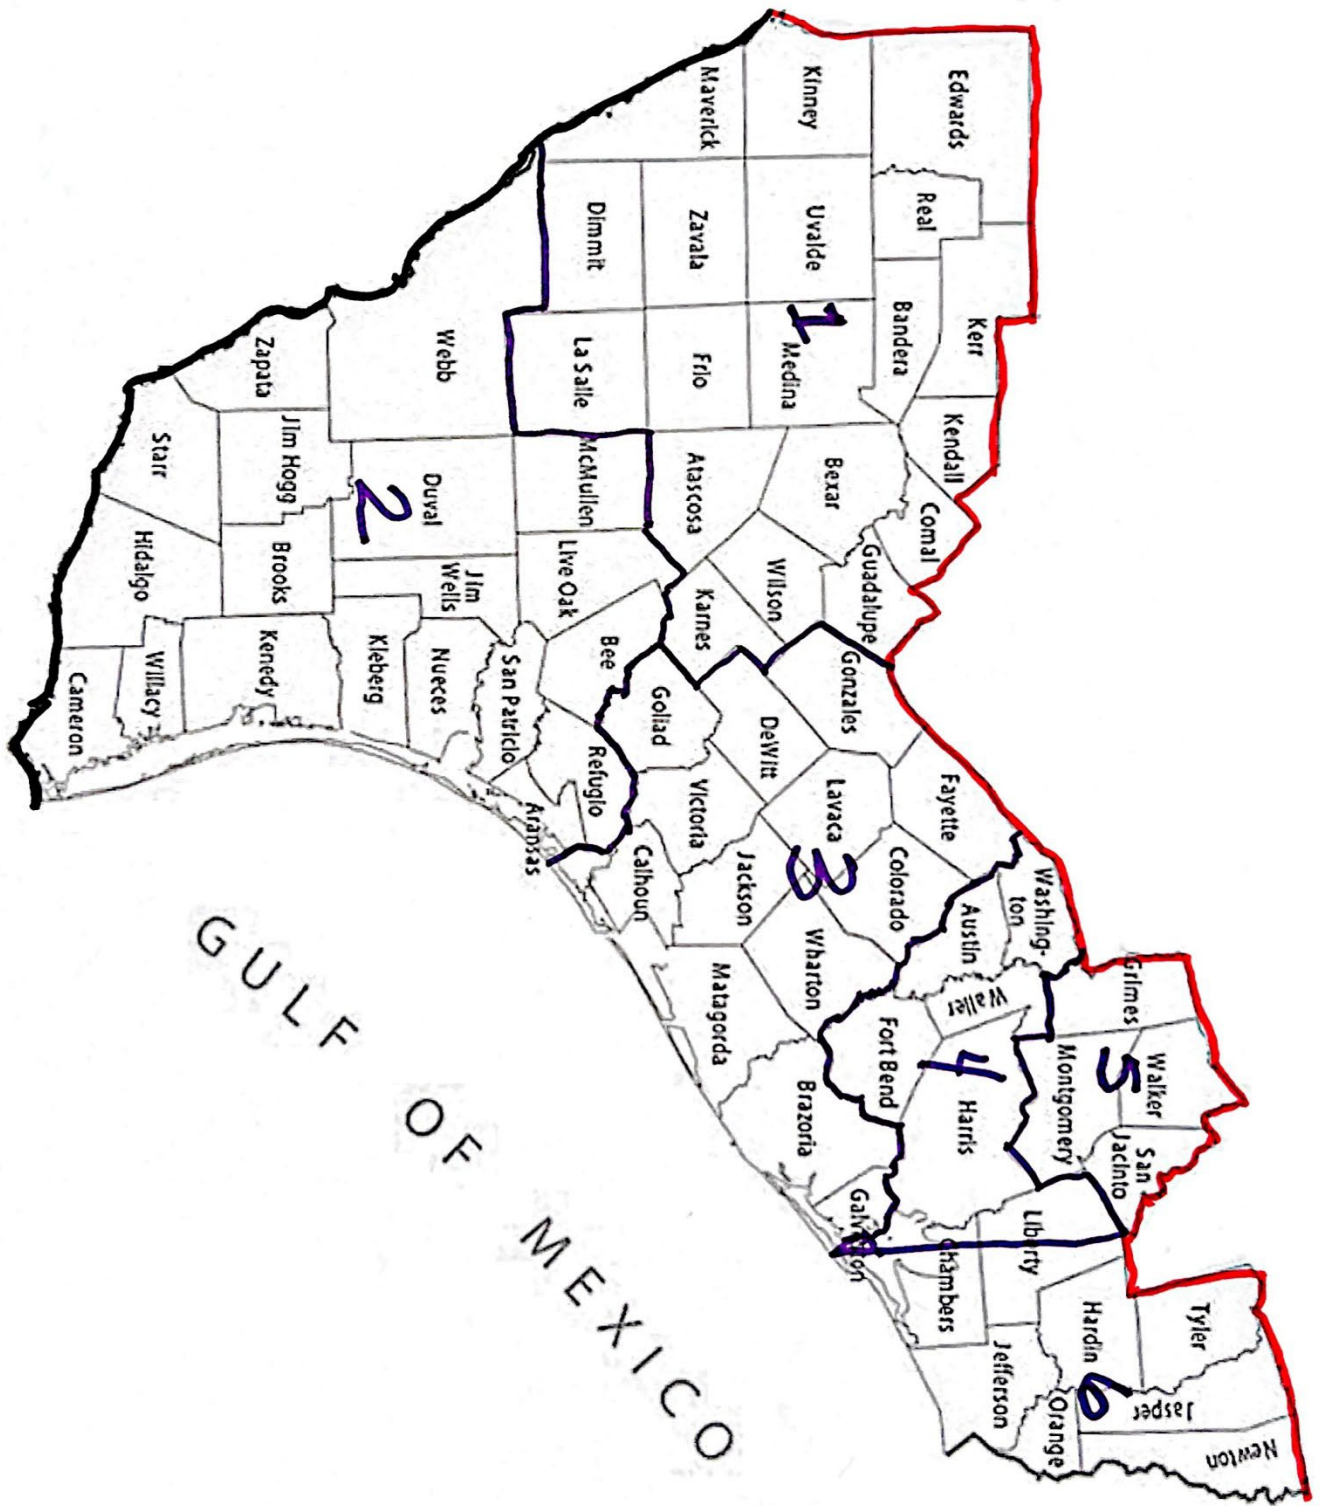 Edwards
Kinney
Maverick
Real
Uvalde
Zavala
Dimmit
Kerr
Bandera
1
Medina
Frio
La Salle
Webb
Zapata
Kendall
Comal
Bexar
Atascosa
McMullen
Duval
2
Jim Hogg
Starr
Guadalupe
Wilson
Karnes
Live Oak
Jim
Wells
Brooks
Hidalgo
Gonzales
DeWitt
Goliad
Bee
San Patricio
Nueces
Kleberg
Kenedy
Willacy
Cameron
Fayette
Lavaca
Victoria
Refugio
Aransas
Washing-
ton
Austin
Colorado
3
Jackson
Calhoun
Grimes
Waller
Wharton
Matagorda
Walker
5
Montgomery
4
Fort Bend
Harris
Brazoria
San
Jacinto
Liberty
Chambers
Galveston
Tyler
Hardin
6
Jefferson
Jasper
Orange
Newton
GULF OF MEXICO